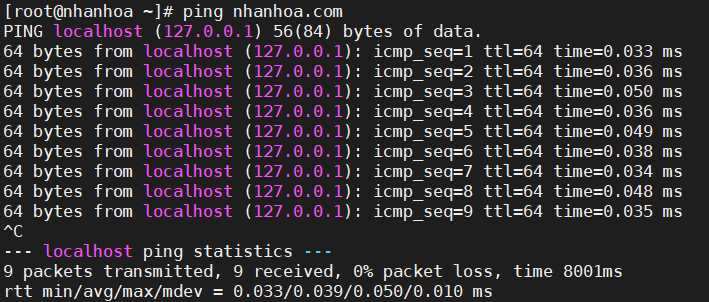 [root@nhanhoa ~]# ping nhanhoa.com
PING localhost (127.0.0.1) 56(84) bytes of data.
64 bytes from localhost (127.0.0.1): icmp_seq=1 ttl=64 time=0.033 ms
64 bytes from localhost (127.0.0.1): icmp_seq=2 ttl=64 time=0.036 ms
64 bytes from localhost (127.0.0.1): icmp_seq=3 ttl=64 time=0.050 ms
64 bytes from localhost (127.0.0.1): icmp_seq=4 ttl=64 time=0.036 ms
64 bytes from localhost (127.0.0.1): icmp_seq=5 ttl=64 time=0.049 ms
64 bytes from localhost (127.0.0.1): icmp_seq=6 ttl=64 time=0.038 ms
64 bytes from localhost (127.0.0.1): icmp_seq=7 ttl=64 time=0.034 ms
64 bytes from localhost (127.0.0.1): icmp_seq=8 ttl=64 time=0.048 ms
64 bytes from localhost (127.0.0.1): icmp_seq=9 ttl=64 time=0.035 ms
^C
--- localhost ping statistics ---
9 packets transmitted, 9 received, 0% packet loss, time 8001ms
rtt min/avg/max/mdev = 0.033/0.039/0.050/0.010 ms